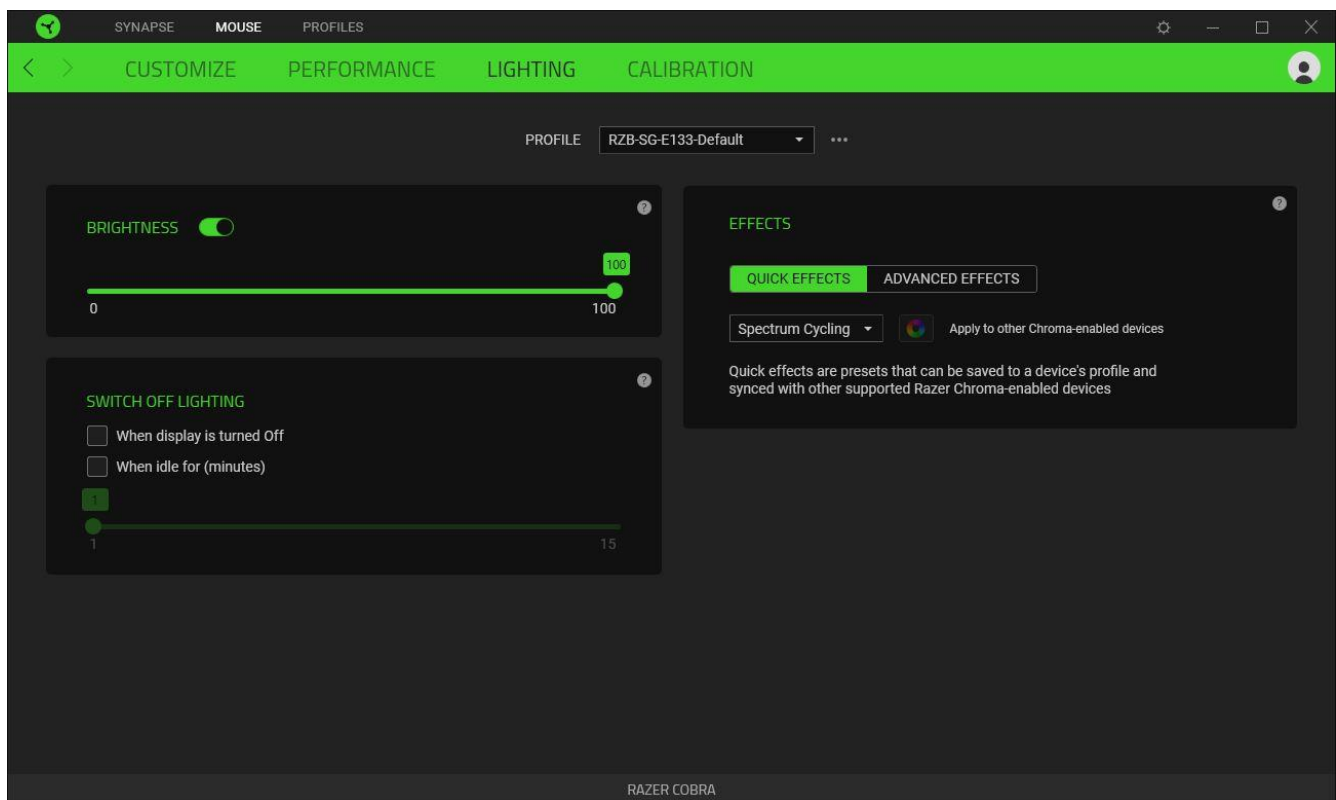 SYNAPSE MOUSE PROFILES
CUSTOMIZE PERFORMANCE LIGHTING CALIBRATION
PROFILE RZB-SG-E133-Default
BRIGHTNESS
100
0 100
SWITCH OFF LIGHTING
When display is turned Off
When idle for (minutes)
1
1 15
EFFECTS
QUICK EFFECTS ADVANCED EFFECTS
Spectrum Cycling Apply to other Chroma-enabled devices
Quick effects are presets that can be saved to a device's profile and
synced with other supported Razer Chroma-enabled devices
RAZER COBRA